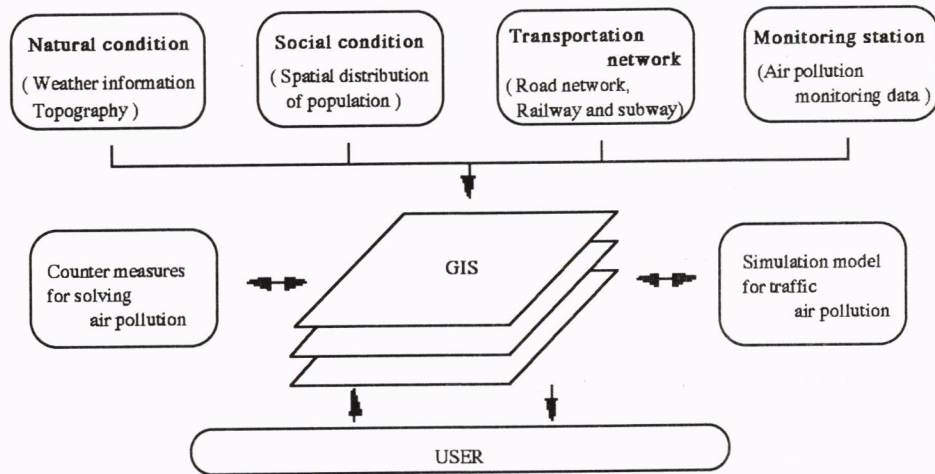 Natural condition
( Weather information
Topography )
Social condition
( Spatial distribution
of population )
Transportation
network
( Road network,
Railway and subway)
Monitoring station
(Air pollution
monitoring data )
Counter measures
for solving
air pollution
GIS
Simulation model
for traffic
air pollution
USER